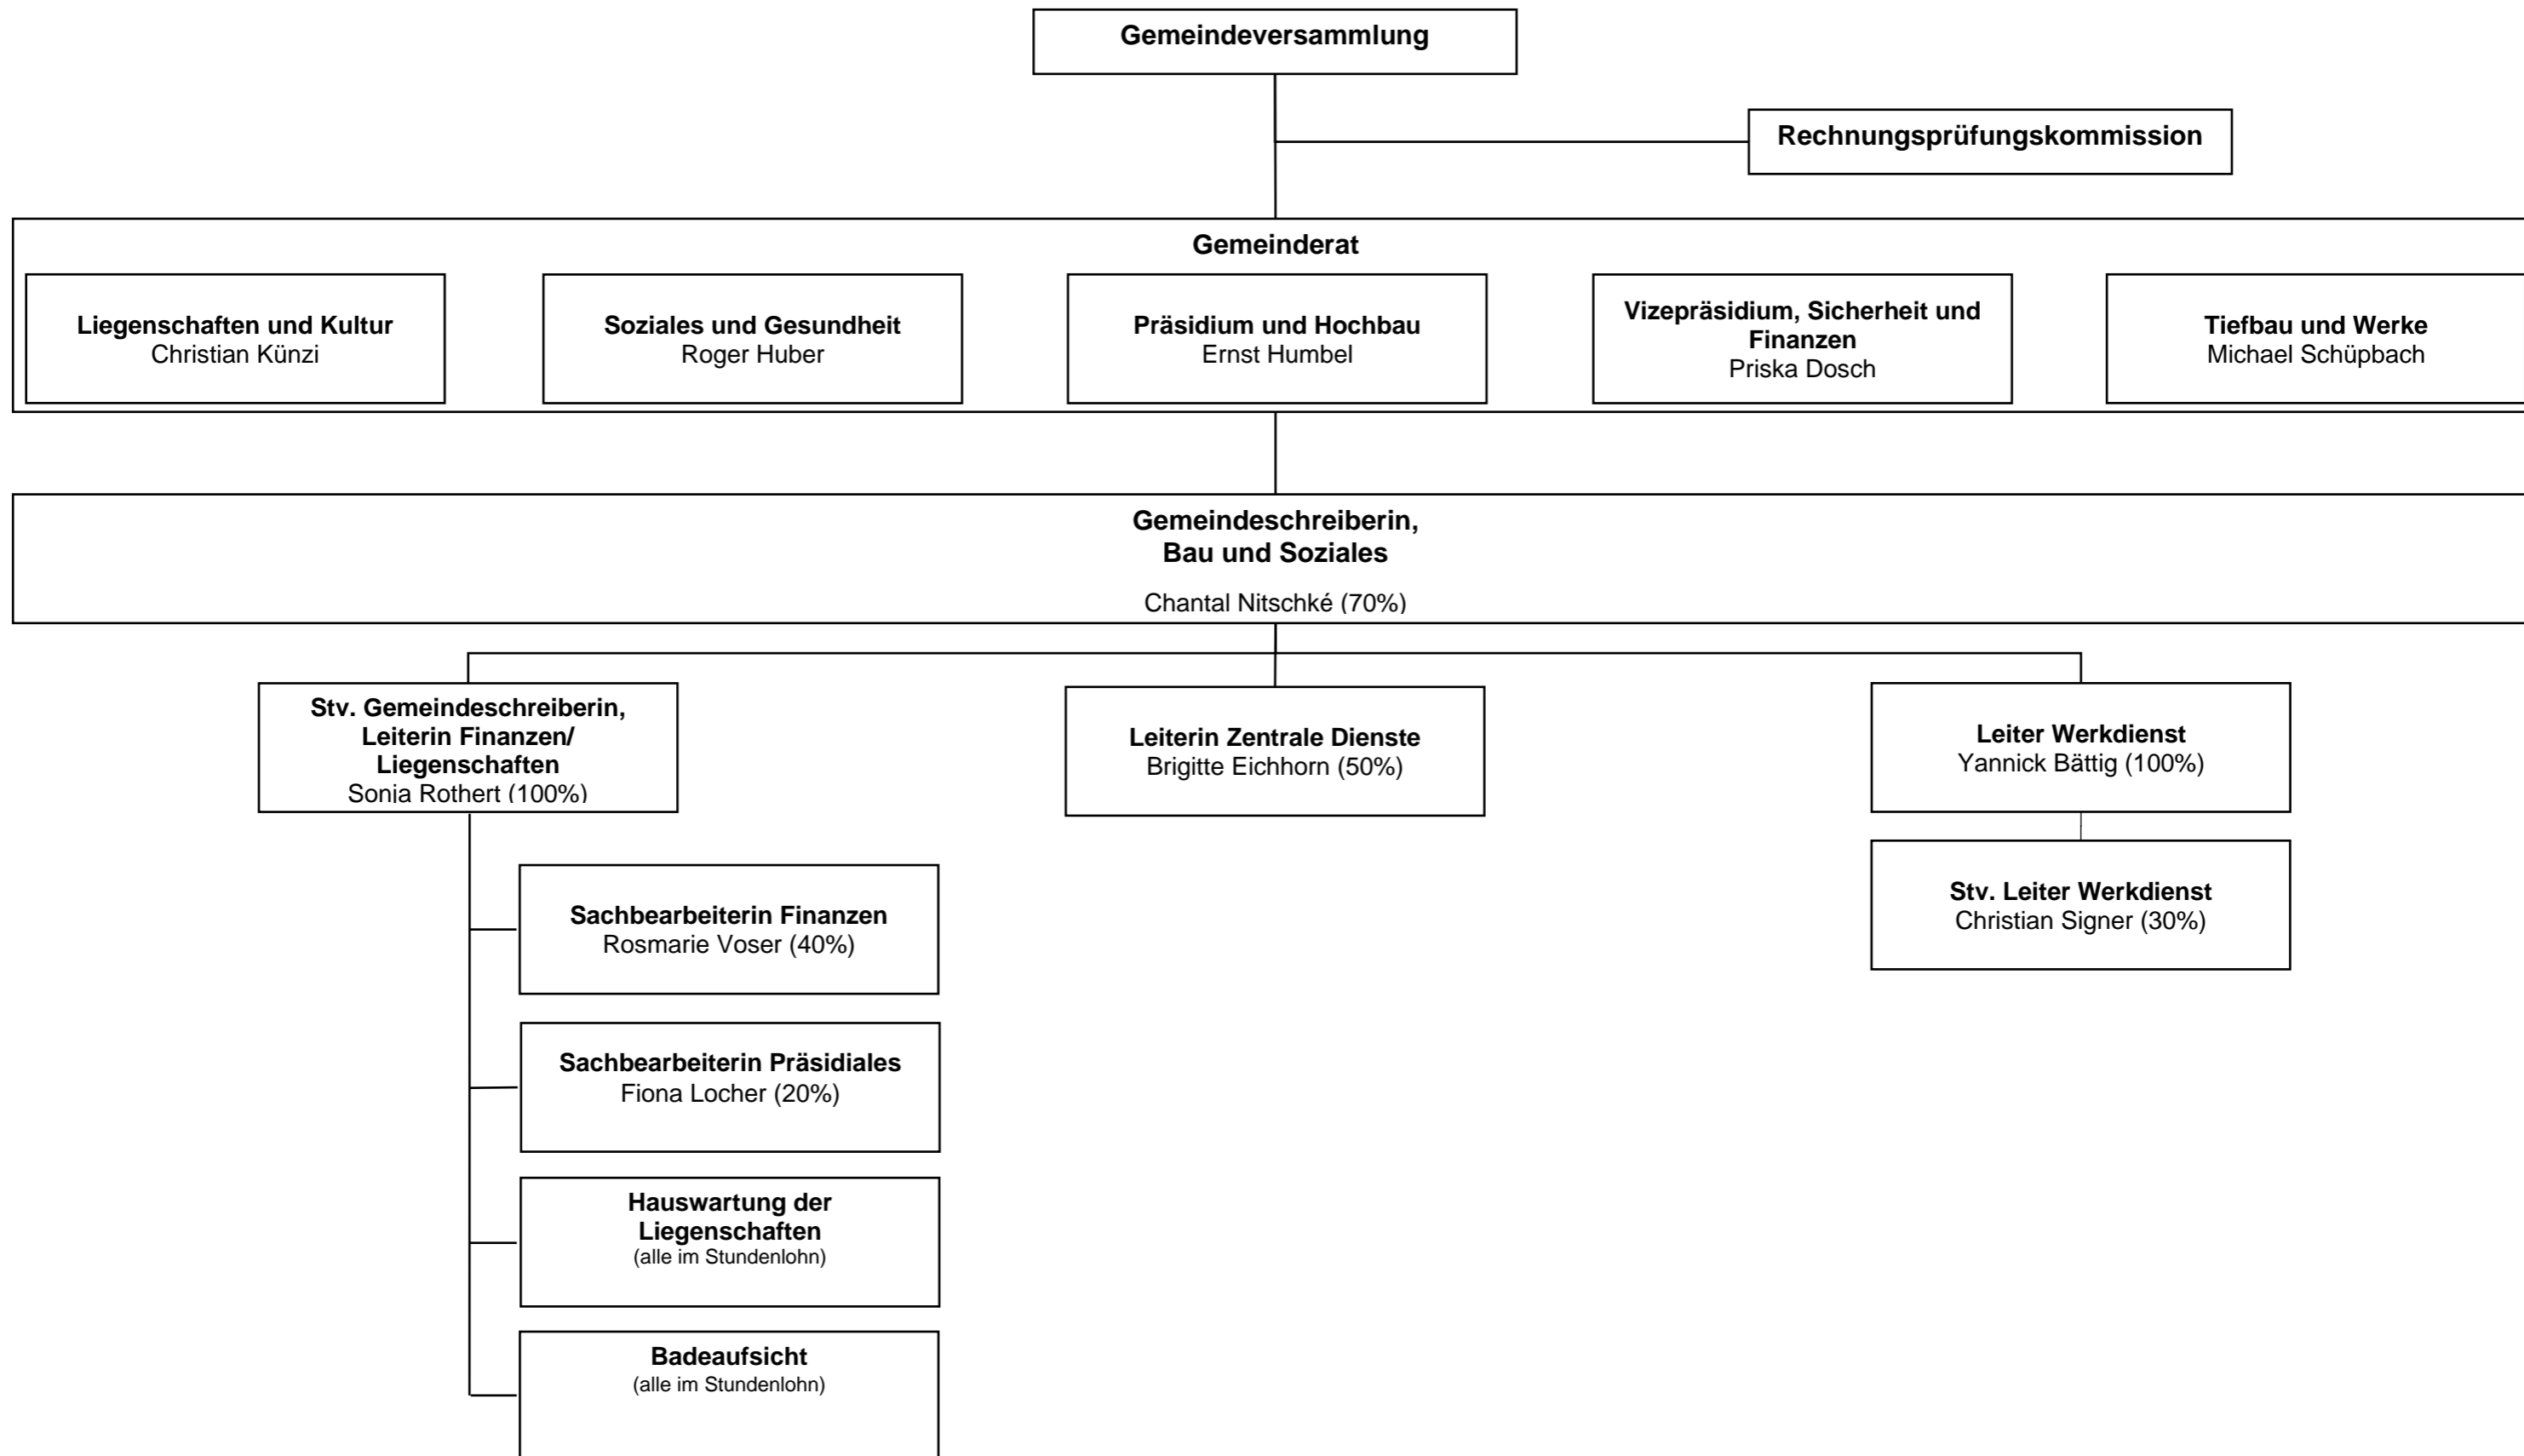 Gemeindeversammlung
Rechnungsprüfungskommission
Gemeinderat
Liegenschaften und Kultur
Christian Künzi
Soziales und Gesundheit
Roger Huber
Präsidium und Hochbau
Ernst Humbel
Vizepräsidium, Sicherheit und
Finanzen
Priska Dosch
Tiefbau und Werke
Michael Schüpbach
Gemeindeschreiberin,
Bau und Soziales
Chantal Nitschké (70%)
Stv. Gemeindeschreiberin,
Leiterin Finanzen/
Liegenschaften
Sonia Rothert (100%)
Leiterin Zentrale Dienste
Brigitte Eichhorn (50%)
Leiter Werkdienst
Yannick Bättig (100%)
Stv. Leiter Werkdienst
Christian Signer (30%)
Sachbearbeiterin Finanzen
Rosmarie Voser (40%)
Sachbearbeiterin Präsidiales
Fiona Locher (20%)
Hauswartung der
Liegenschaften
(alle im Stundenlohn)
Badeaufsicht
(alle im Stundenlohn)